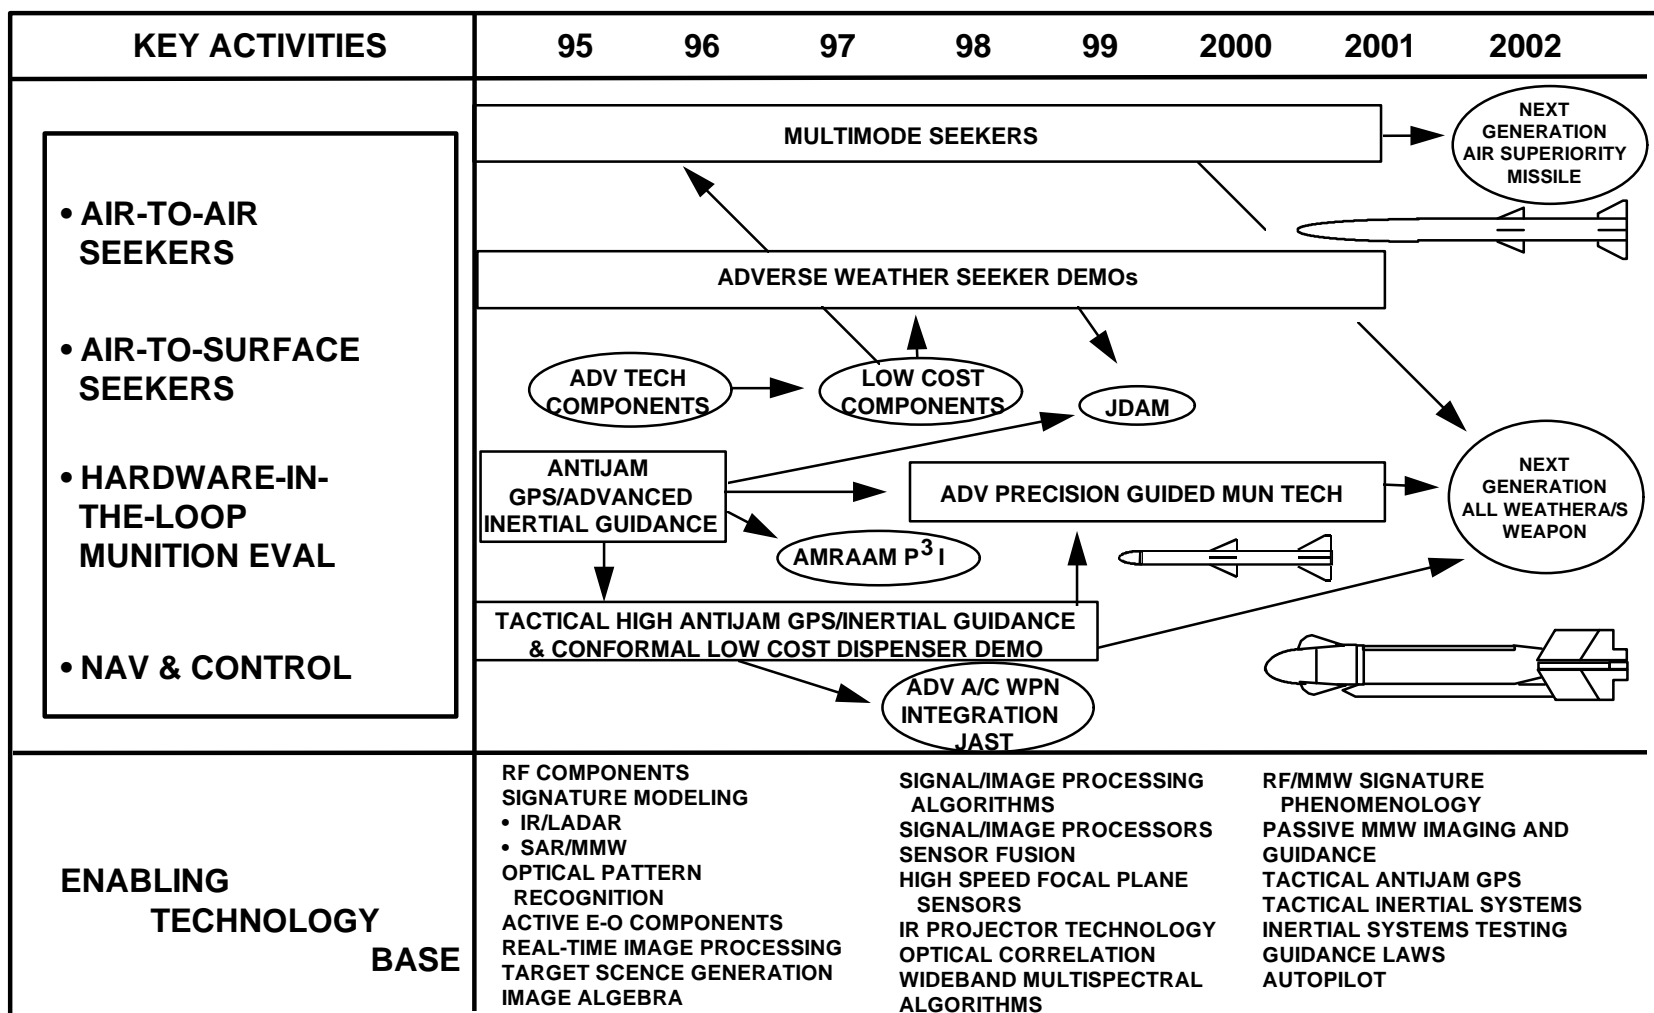 KEY ACTIVITIES
95 96 97 98 99 2000 2001 2002
• AIR-TO-AIR
SEEKERS
• AIR-TO-SURFACE
SEEKERS
• HARDWARE-IN-
THE-LOOP
MUNITION EVAL
• NAV & CONTROL
MULTIMODE SEEKERS
NEXT
GENERATION
AIR SUPERIORITY
MISSILE
ADVERSE WEATHER SEEKER DEMOs
ADV TECH
COMPONENTS
LOW COST
COMPONENTS
JDAM
ANTIJAM
GPS/ADVANCED
INERTIAL GUIDANCE
ADV PRECISION GUIDED MUN TECH
NEXT
GENERATION
ALL WEATHERA/S
WEAPON
AMRAAM P³ I
TACTICAL HIGH ANTIJAM GPS/INERTIAL GUIDANCE
& CONFORMAL LOW COST DISPENSER DEMO
ADV A/C WPN
INTEGRATION
JAST
ENABLING
TECHNOLOGY
BASE
RF COMPONENTS
SIGNATURE MODELING
• IR/LADAR
• SAR/MMW
OPTICAL PATTERN
RECOGNITION
ACTIVE E-O COMPONENTS
REAL-TIME IMAGE PROCESSING
TARGET SCENCE GENERATION
IMAGE ALGEBRA
SIGNAL/IMAGE PROCESSING
ALGORITHMS
SIGNAL/IMAGE PROCESSORS
SENSOR FUSION
HIGH SPEED FOCAL PLANE
SENSORS
IR PROJECTOR TECHNOLOGY
OPTICAL CORRELATION
WIDEBAND MULTISPECTRAL
ALGORITHMS
RF/MMW SIGNATURE
PHENOMENOLOGY
PASSIVE MMW IMAGING AND
GUIDANCE
TACTICAL ANTIJAM GPS
TACTICAL INERTIAL SYSTEMS
INERTIAL SYSTEMS TESTING
GUIDANCE LAWS
AUTOPILOT